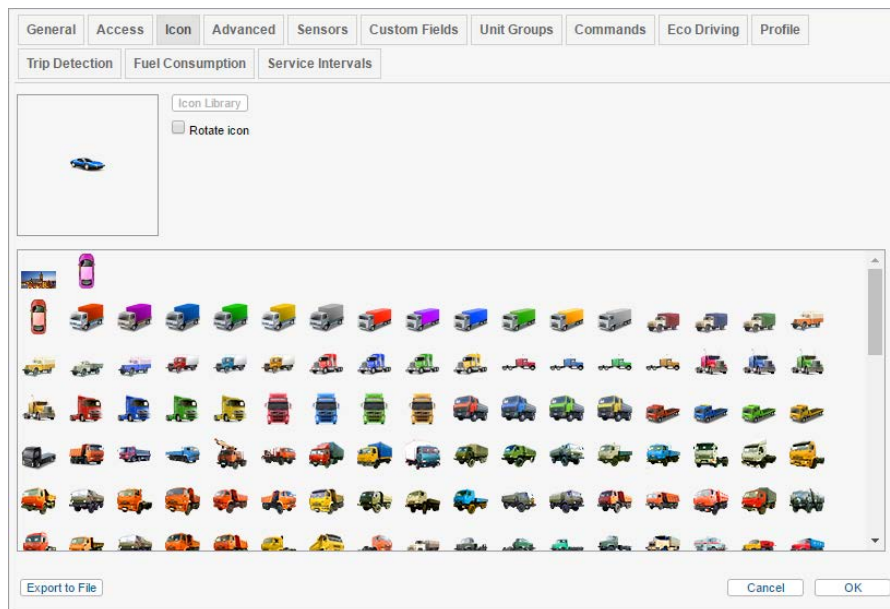 General Access Icon Advanced Sensors Custom Fields Unit Groups Commands Eco Driving Profile
Trip Detection Fuel Consumption Service Intervals
Icon Library
Rotate icon
Export to File Cancel OK